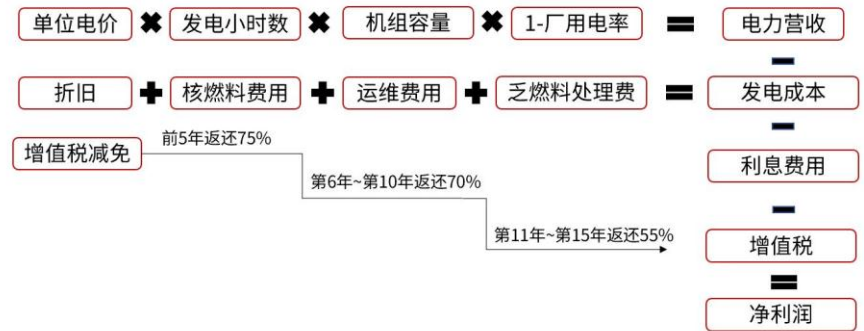 单位电价 ✖ 发电小时数 ✖ 机组容量 ✖ 1-厂用电率 = 电力营收
−
折旧 + 核燃料费用 + 运维费用 + 乏燃料处理费 = 发电成本
−
增值税减免 前5年返还75%
利息费用
第6年~第10年返还70%
−
第11年~第15年返还55%
增值税
=
净利润